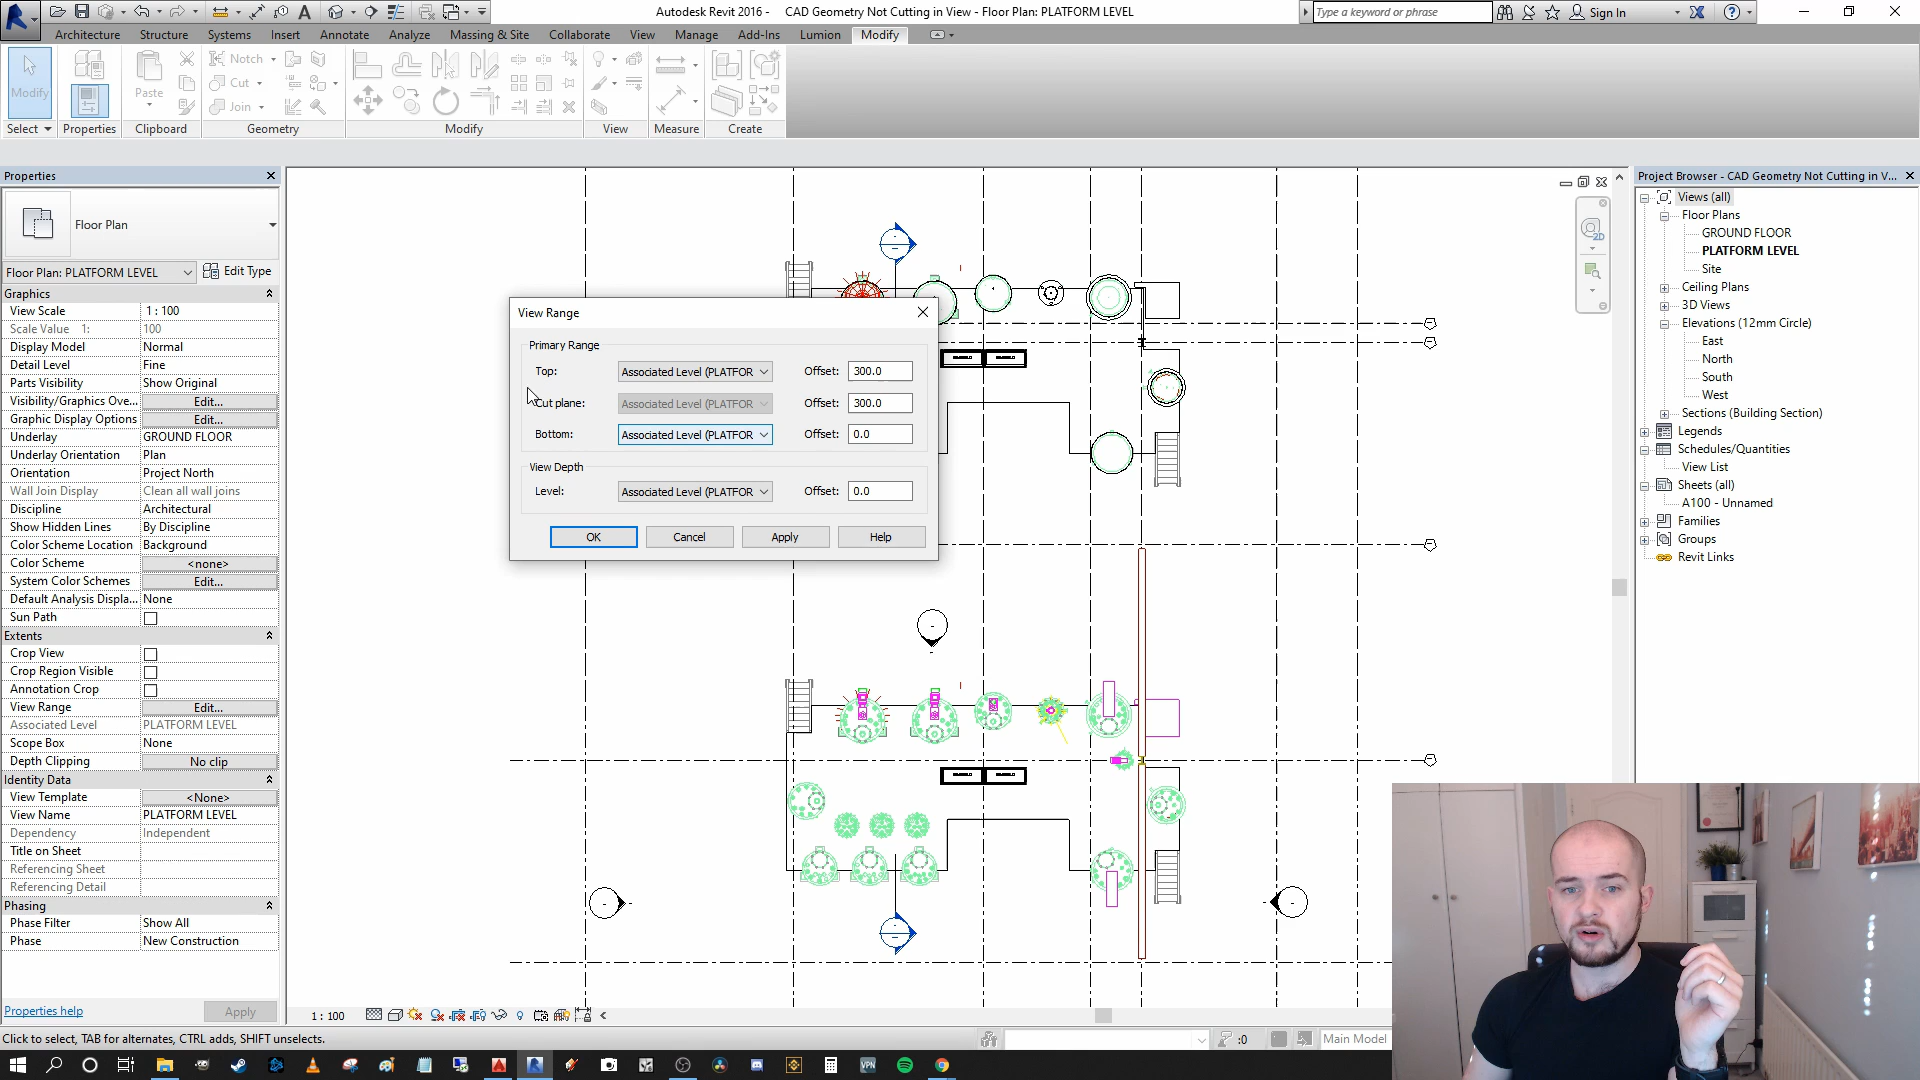 Autodesk Revit 2016 - CAD Geometry Not Cutting in View - Floor Plan: PLATFORM LEVEL
Type a keyword or phrase
Sign In
Architecture Structure Systems Insert Annotate Analyze Massing & Site Collaborate View Manage Add-Ins Lumion Modify
Modify
Paste
Notch
Cut
Join
Select Properties Clipboard Geometry Modify View Measure Create
Properties
Floor Plan
Floor Plan: PLATFORM LEVEL Edit Type
Graphics
View Scale 1 : 100
Scale Value 1: 100
Display Model Normal
Detail Level Fine
Parts Visibility Show Original
Visibility/Graphics Ove... Edit...
Graphic Display Options Edit...
Underlay GROUND FLOOR
Underlay Orientation Plan
Orientation Project North
Wall Join Display Clean all wall joins
Discipline Architectural
Show Hidden Lines By Discipline
Color Scheme Location Background
Color Scheme <none>
System Color Schemes Edit...
Default Analysis Displa... None
Sun Path
Extents
Crop View
Crop Region Visible
Annotation Crop
View Range Edit...
Associated Level PLATFORM LEVEL
Scope Box None
Depth Clipping No clip
Identity Data
View Template <None>
View Name PLATFORM LEVEL
Dependency Independent
Title on Sheet
Referencing Sheet
Referencing Detail
Phasing
Phase Filter Show All
Phase New Construction
Properties help Apply
View Range
Primary Range
Top: Associated Level (PLATFOR Offset: 300.0
Cut plane: Associated Level (PLATFOR Offset: 300.0
Bottom: Associated Level (PLATFOR Offset: 0.0
View Depth
Level: Associated Level (PLATFOR Offset: 0.0
OK Cancel Apply Help
2D
Project Browser - CAD Geometry Not Cutting in V...
Views (all)
Floor Plans
GROUND FLOOR
PLATFORM LEVEL
Site
Ceiling Plans
3D Views
Elevations (12mm Circle)
East
North
South
West
Sections (Building Section)
Legends
Schedules/Quantities
View List
Sheets (all)
A100 - Unnamed
Families
Groups
Revit Links
1 : 100
Click to select, TAB for alternates, CTRL adds, SHIFT unselects.
:0
Main Model
VPN